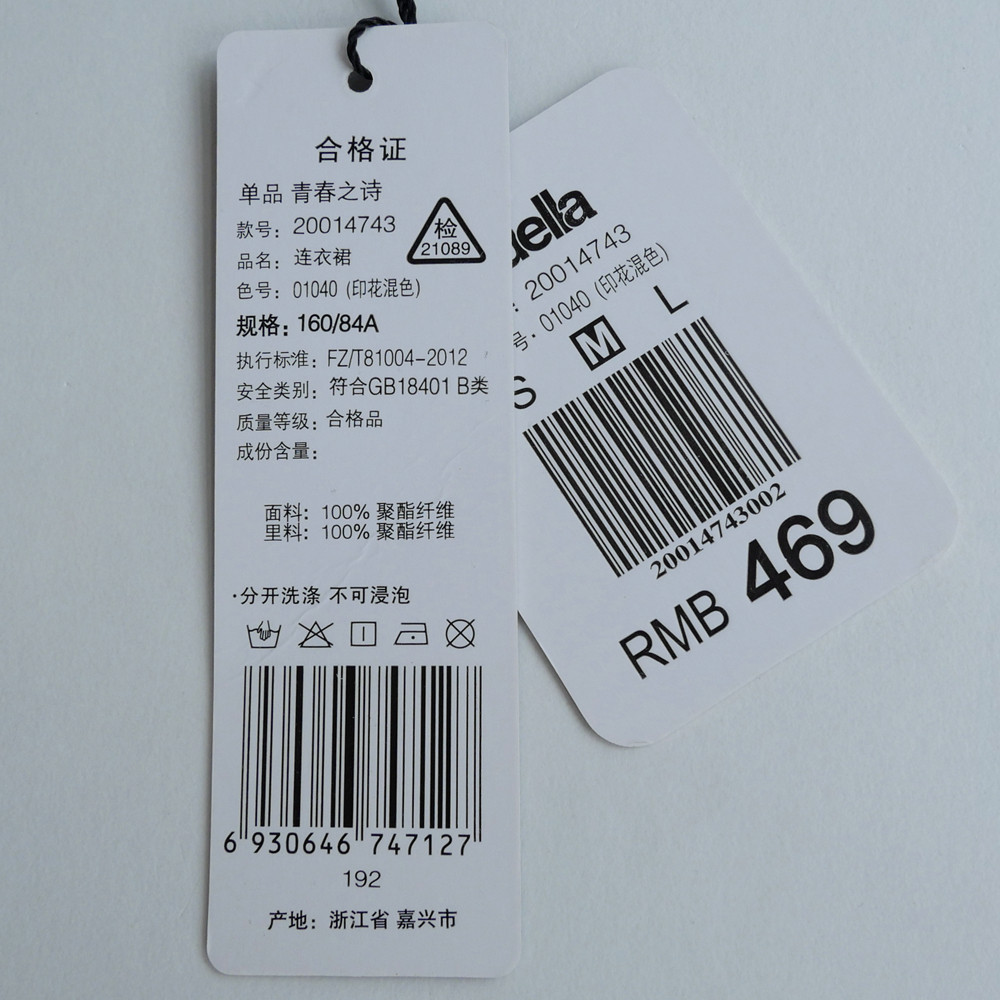 合格证
单品 青春之诗
款号：20014743
检
21089
品名：连衣裙
色号：01040 (印花混色)
规格：160/84A
执行标准：FZ/T81004-2012
安全类别：符合GB18401 B类
质量等级：合格品
成份含量：
面料：100% 聚酯纤维
里料：100% 聚酯纤维
·分开洗涤 不可浸泡
6 930646 747127
192
产地：浙江省 嘉兴市
ella
：20014743
号：01040 (印花混色)
S M L
20014743002
RMB 469